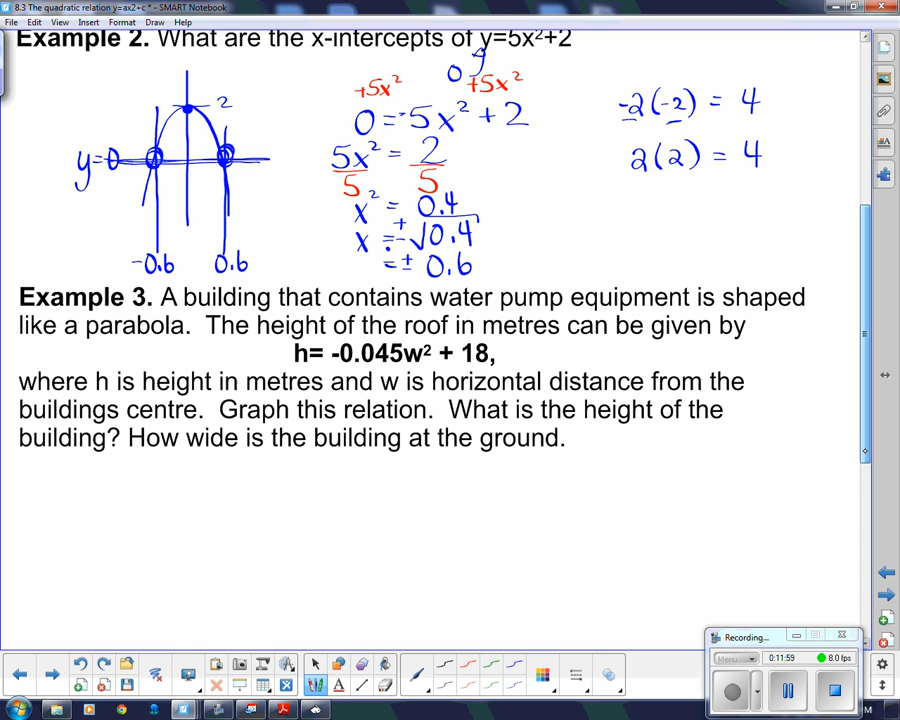 8.3 The quadratic relation y=ax2+c * - SMART Notebook
File Edit View Insert Format Draw Help
Example 2. What are the x-intercepts of y=5x²+2
0 y
+5x² +5x²
0 = -5x² + 2
5x² = 2
5 5
x² = 0.4
x = ±√0.4
= ± 0.6
2
y=0
-0.6 0.6
-2(-2) = 4
2(2) = 4
Example 3. A building that contains water pump equipment is shaped
like a parabola. The height of the roof in metres can be given by
h= -0.045w² + 18,
where h is height in metres and w is horizontal distance from the
buildings centre. Graph this relation. What is the height of the
building? How wide is the building at the ground.
Recording...
Menu 0:11:59 8.0 fps